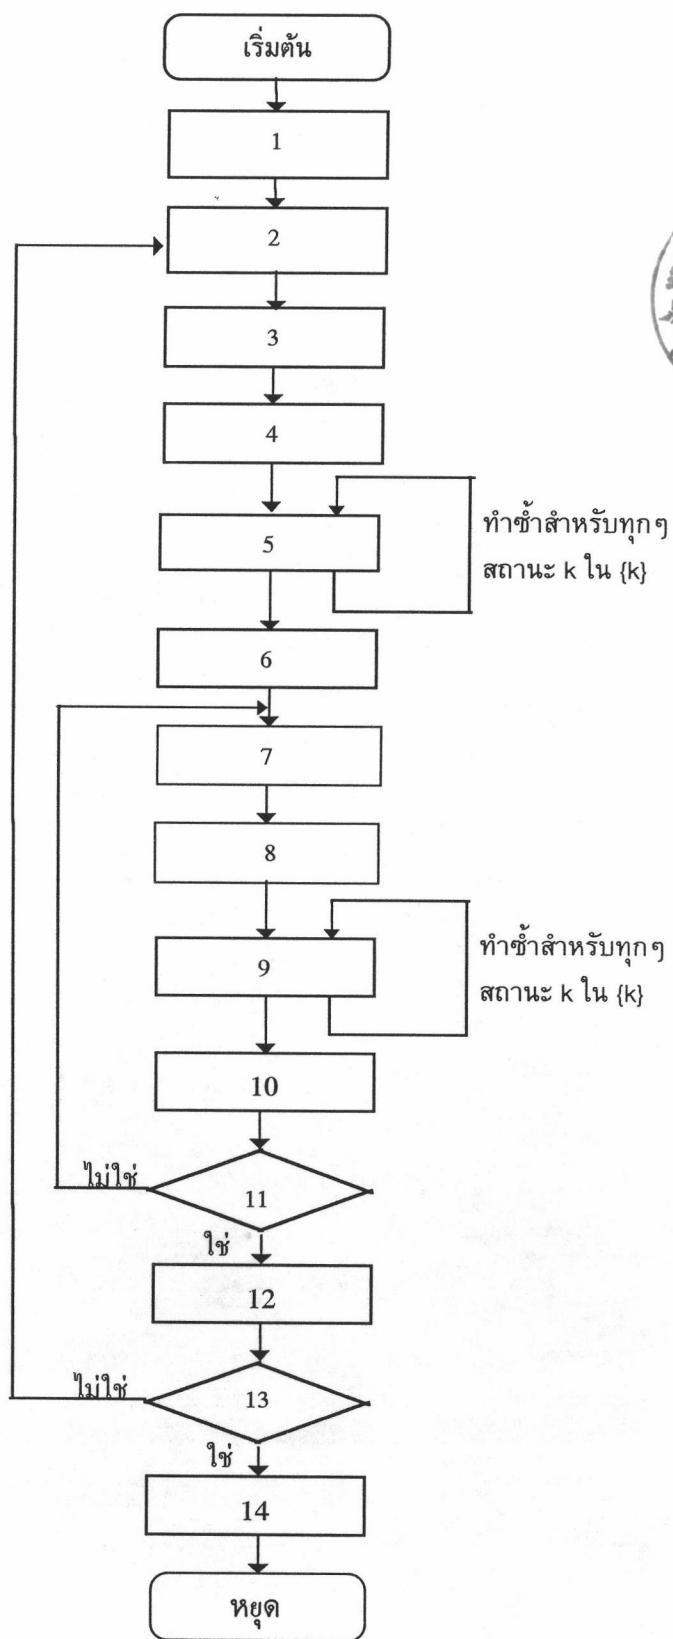 เริ่มต้น
1
2
3
4
5
ทำซ้ำสำหรับทุกๆ
สถานะ k ใน {k}
6
7
8
9
ทำซ้ำสำหรับทุกๆ
สถานะ k ใน {k}
10
ไม่ใช่
11
ใช่
12
ไม่ใช่
13
ใช่
14
หยุด